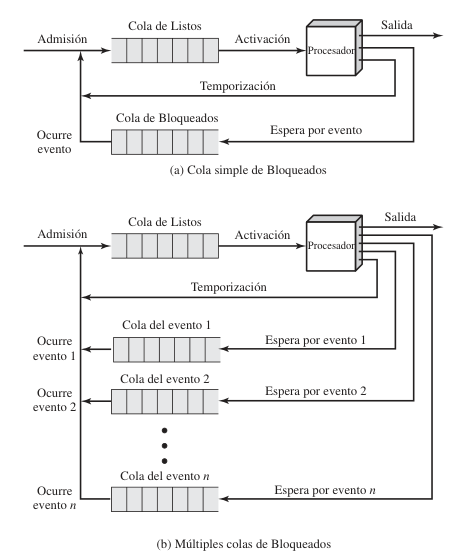 Cola de Listos
Salida
Admisión
Activación
Procesador
Temporización
Cola de Bloqueados
Ocurre
evento
Espera por evento
(a) Cola simple de Bloqueados
Cola de Listos
Salida
Admisión
Activación
Procesador
Temporización
Cola del evento 1
Ocurre
evento 1
Espera por evento 1
Cola del evento 2
Ocurre
evento 2
Espera por evento 2
Cola del evento n
Ocurre
evento n
Espera por evento n
(b) Múltiples colas de Bloqueados